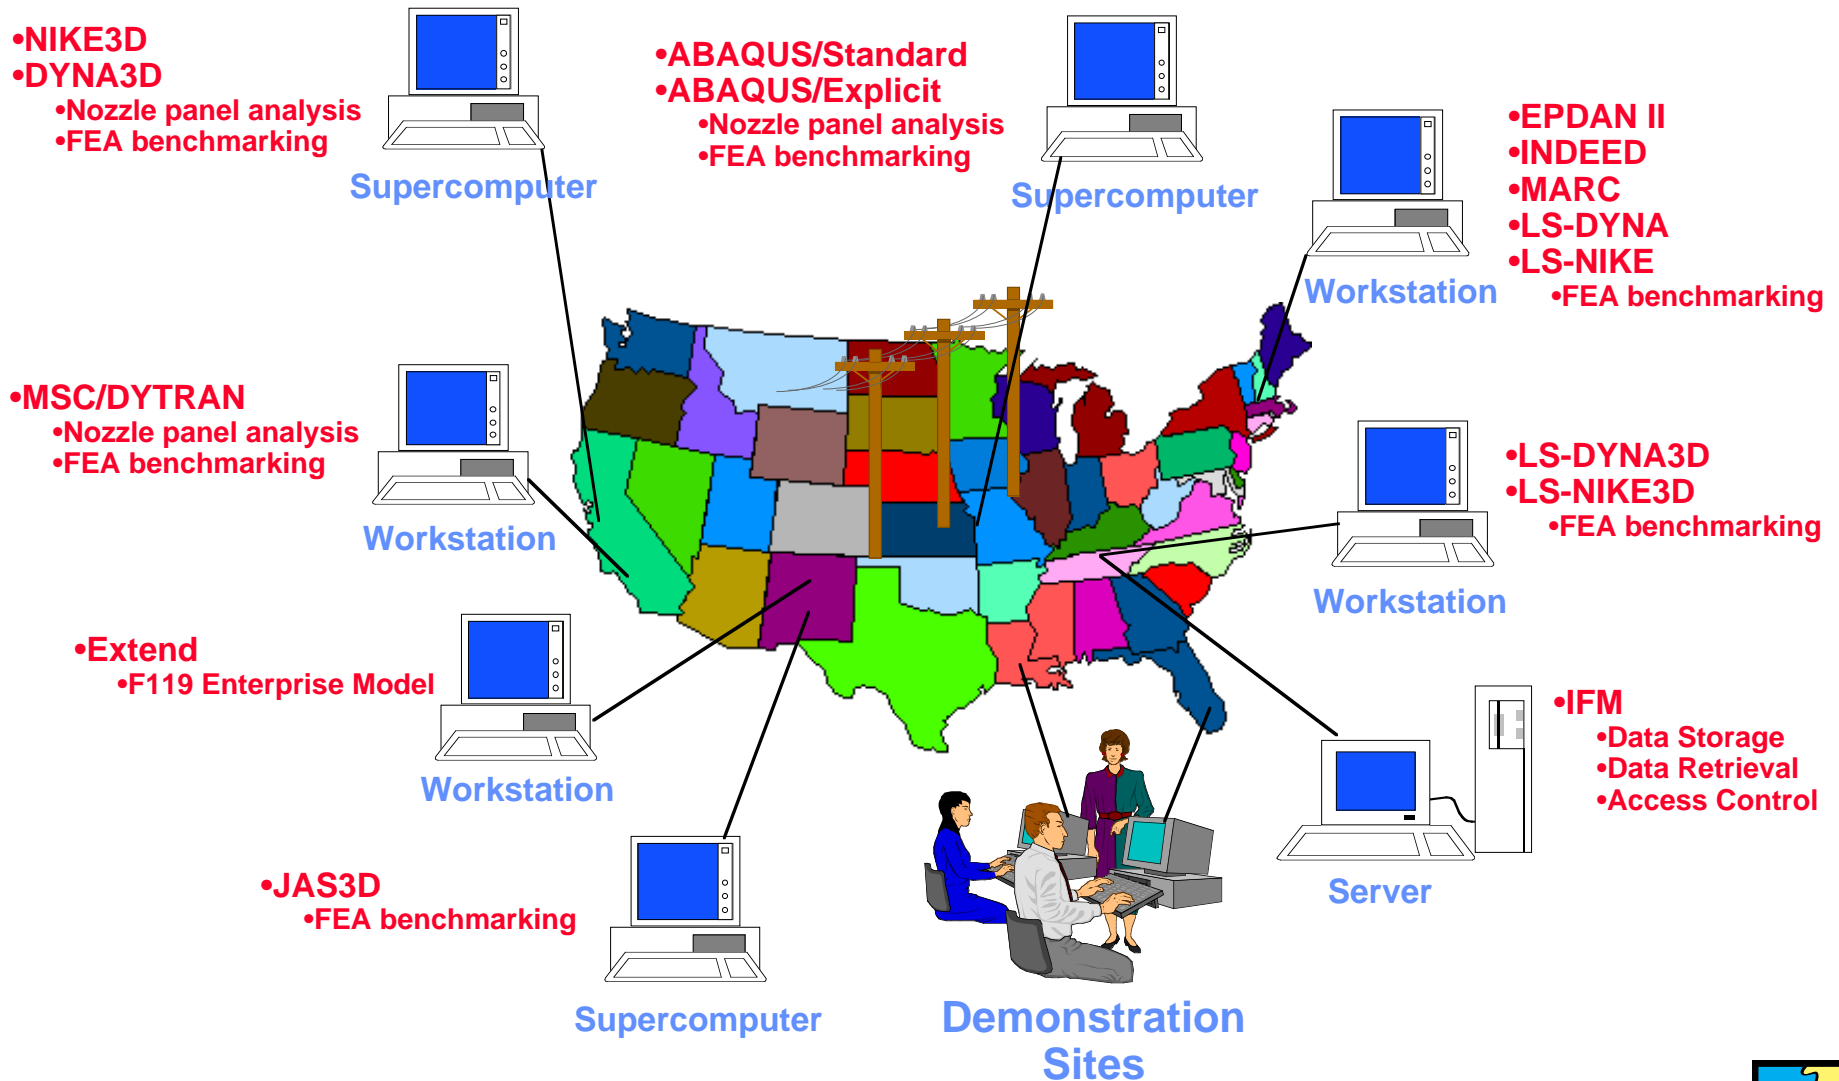 •NIKE3D
•DYNA3D
•Nozzle panel analysis
•FEA benchmarking
Supercomputer
•ABAQUS/Standard
•ABAQUS/Explicit
•Nozzle panel analysis
•FEA benchmarking
Supercomputer
•EPDAN II
•INDEED
•MARC
•LS-DYNA
•LS-NIKE
•FEA benchmarking
Workstation
•MSC/DYTRAN
•Nozzle panel analysis
•FEA benchmarking
Workstation
•LS-DYNA3D
•LS-NIKE3D
•FEA benchmarking
Workstation
•Extend
•F119 Enterprise Model
Workstation
•IFM
•Data Storage
•Data Retrieval
•Access Control
Server
•JAS3D
•FEA benchmarking
Supercomputer
Demonstration
Sites